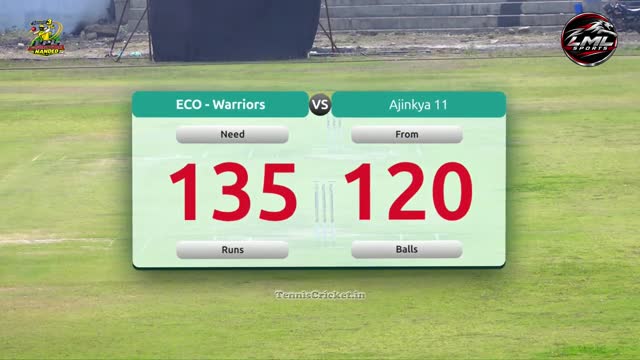 NANDED
LML
SPORTS
ECO - Warriors
VS
Ajinkya 11
Need
From
135
120
Runs
Balls
TennisCricket.in